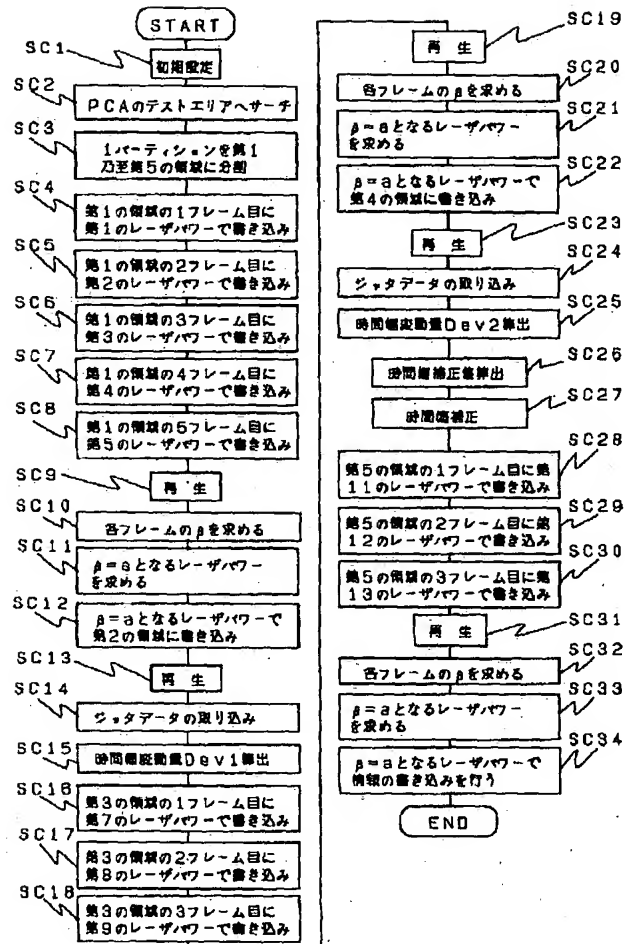 START
SC1
初期設定
SC2
PCAのテストエリアへサーチ
SC3
1パーティションを第1
乃至第5の領域に分割
SC4
第1の領域の1フレーム目に
第1のレーザパワーで書き込み
SC5
第1の領域の2フレーム目に
第2のレーザパワーで書き込み
SC6
第1の領域の3フレーム目に
第3のレーザパワーで書き込み
SC7
第1の領域の4フレーム目に
第4のレーザパワーで書き込み
SC8
第1の領域の5フレーム目に
第5のレーザパワーで書き込み
SC9
再生
SC10
各フレームのβを求める
SC11
β=aとなるレーザパワー
を求める
SC12
β=aとなるレーザパワーで
第2の領域に書き込み
SC13
再生
SC14
ジッタデータの取り込み
SC15
時間幅変動量Dev1算出
SC16
第3の領域の1フレーム目に
第7のレーザパワーで書き込み
SC17
第3の領域の2フレーム目に
第8のレーザパワーで書き込み
SC18
第3の領域の3フレーム目に
第9のレーザパワーで書き込み
SC19
再生
SC20
各フレームのβを求める
SC21
β=aとなるレーザパワー
を求める
SC22
β=aとなるレーザパワーで
第4の領域に書き込み
SC23
再生
SC24
ジッタデータの取り込み
SC25
時間幅変動量Dev2算出
SC26
時間幅補正値算出
SC27
時間幅補正
SC28
第5の領域の1フレーム目に第
11のレーザパワーで書き込み
SC29
第5の領域の2フレーム目に第
12のレーザパワーで書き込み
SC30
第5の領域の3フレーム目に第
13のレーザパワーで書き込み
SC31
再生
SC32
各フレームのβを求める
SC33
β=aとなるレーザパワー
を求める
SC34
β=aとなるレーザパワーで
情報の書き込みを行う
END